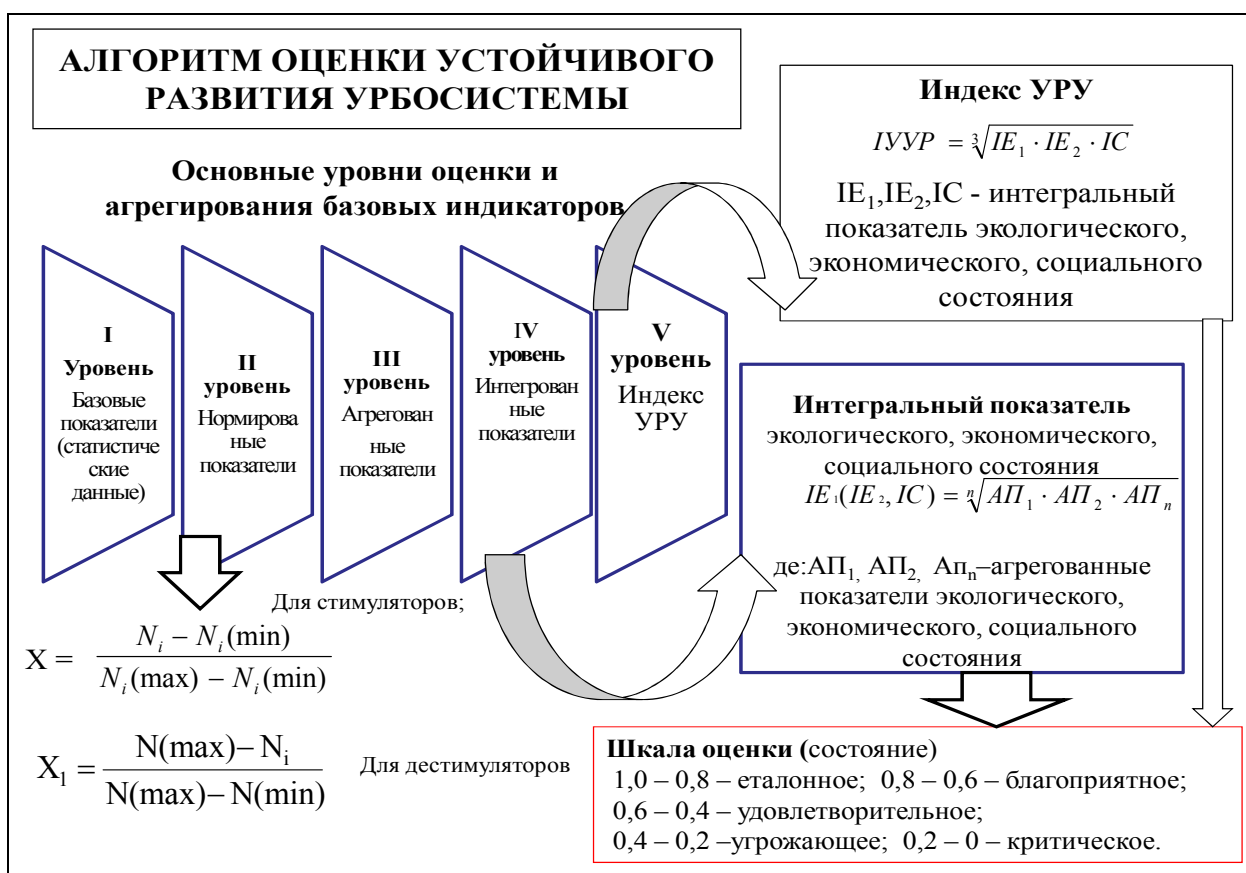 АЛГОРИТМ ОЦЕНКИ УСТОЙЧИВОГО
РАЗВИТИЯ УРБОСИСТЕМЫ
Основные уровни оценки и
агрегирования базовых индикаторов
I
Уровень
Базовые
показатели
(статистиче
ские
данные)
II
уровень
Нормирова
ные
показатели
III
уровень
Агрегован
ные
показатели
IV
уровень
Интегрован
ные
показатели
V
уровень
Индекс
УРУ
Индекс УРУ
IУУР = ∛(IE₁ · IE₂ · IC)
IE₁,IE₂,IC - интегральный
показатель экологического,
экономического, социального
состояния
Интегральный показатель
экологического, экономического,
социального состояния
IE₁(IE₂, IC) = ⁿ√(АП₁ · АП₂ · АП ₙ)
де:АП₁, АП₂, Апₙ–агрегованные
показатели экологического,
экономического, социального
состояния
Для стимуляторов;
X = (Nᵢ − Nᵢ(min)) / (Nᵢ(max) − Nᵢ(min))
X₁ = (N(max)– Nᵢ) / (N(max)– N(min))
Для дестимуляторов
Шкала оценки (состояние)
1,0 – 0,8 – еталонное; 0,8 – 0,6 – благоприятное;
0,6 – 0,4 – удовлетворительное;
0,4 – 0,2 –угрожающее; 0,2 – 0 – критическое.